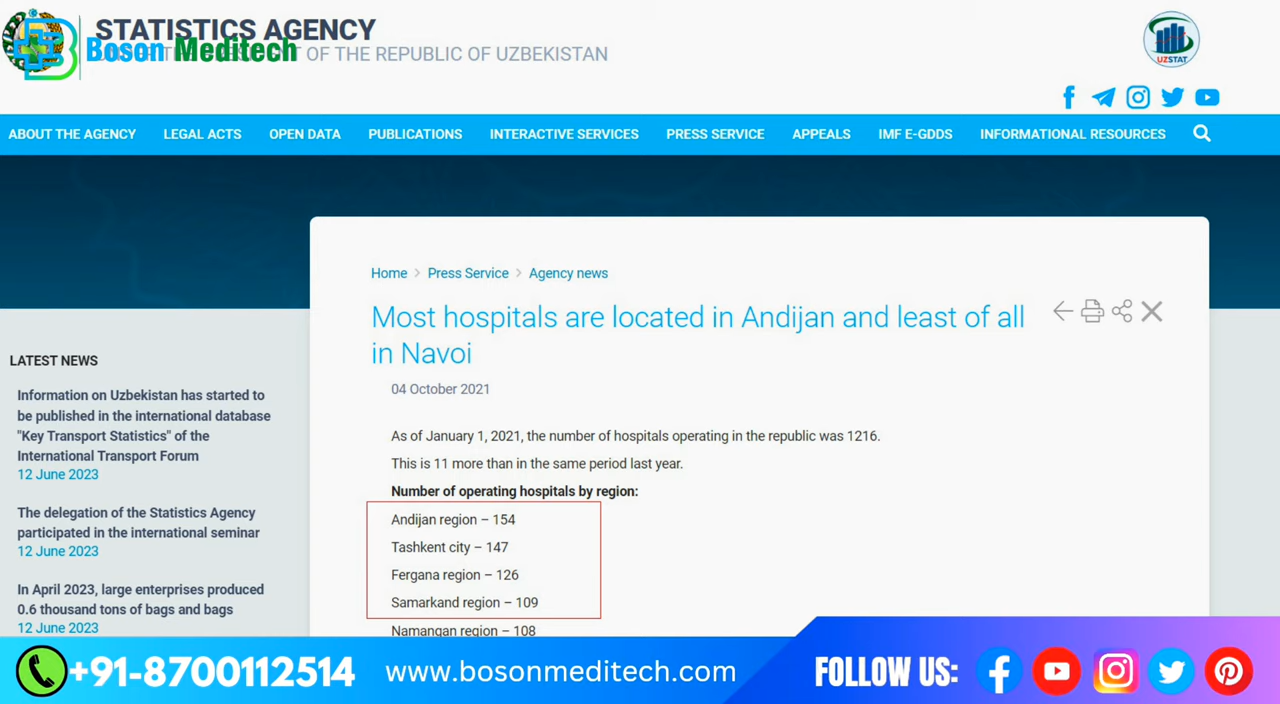 STATISTICS AGENCY
Boson Meditech
OF THE REPUBLIC OF UZBEKISTAN
UZSTAT
ABOUT THE AGENCY LEGAL ACTS OPEN DATA PUBLICATIONS INTERACTIVE SERVICES PRESS SERVICE APPEALS IMF E-GDDS INFORMATIONAL RESOURCES
Home > Press Service > Agency news
Most hospitals are located in Andijan and least of all
in Navoi
04 October 2021
As of January 1, 2021, the number of hospitals operating in the republic was 1216.
This is 11 more than in the same period last year.
Number of operating hospitals by region:
Andijan region – 154
Tashkent city – 147
Fergana region – 126
Samarkand region – 109
Namangan region – 108
LATEST NEWS
Information on Uzbekistan has started to
be published in the international database
"Key Transport Statistics" of the
International Transport Forum
12 June 2023
The delegation of the Statistics Agency
participated in the international seminar
12 June 2023
In April 2023, large enterprises produced
0.6 thousand tons of bags and bags
12 June 2023
+91-8700112514
www.bosonmeditech.com
FOLLOW US: